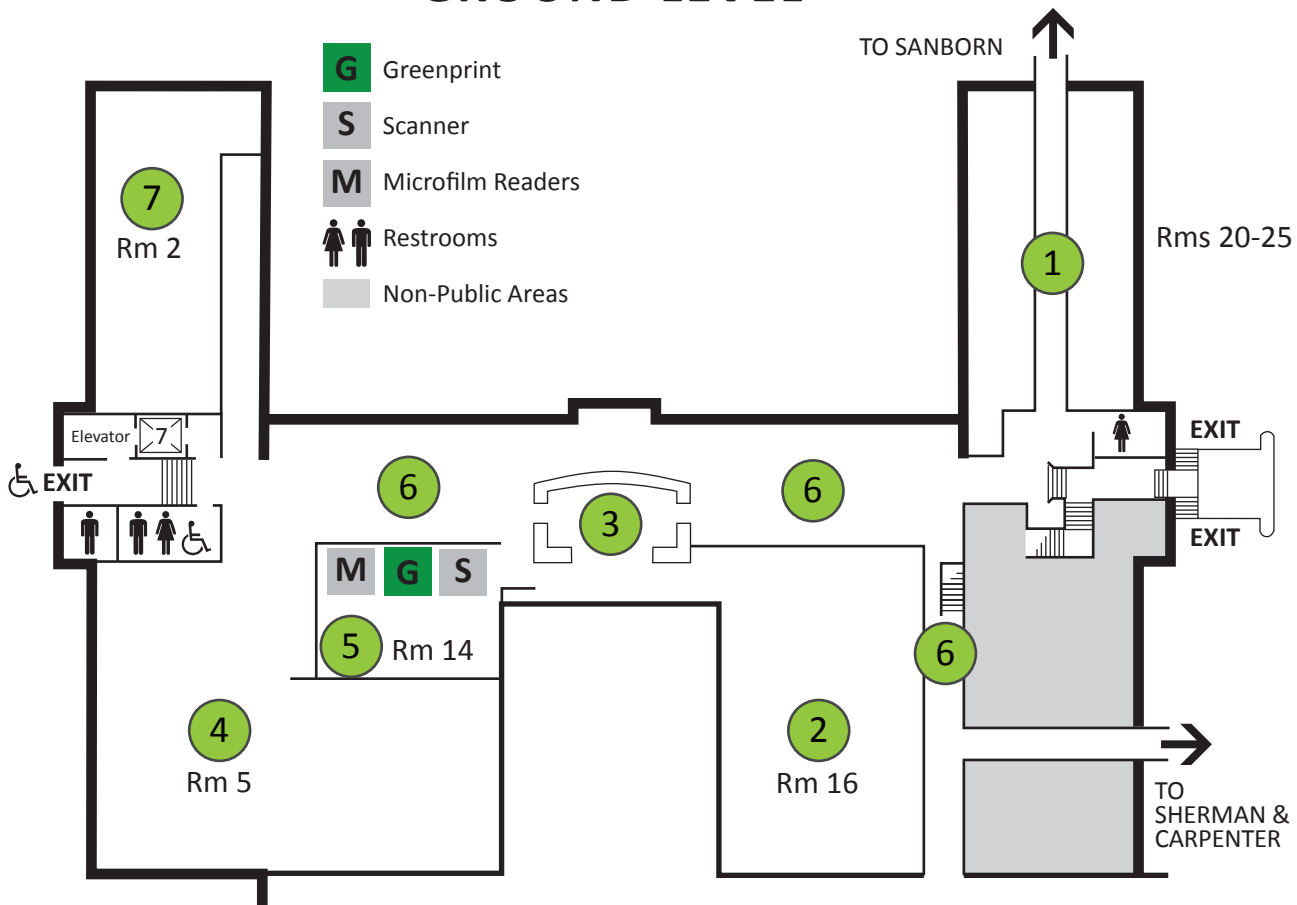 GROUND LEVEL
TO SANBORN
G Greenprint
S Scanner
M Microfilm Readers
Restrooms
Non-Public Areas
7
Rm 2
1
Rms 20-25
Elevator 7
EXIT
EXIT
EXIT
6
3
6
M G S
5 Rm 14
6
4
Rm 5
2
Rm 16
TO
SHERMAN &
CARPENTER